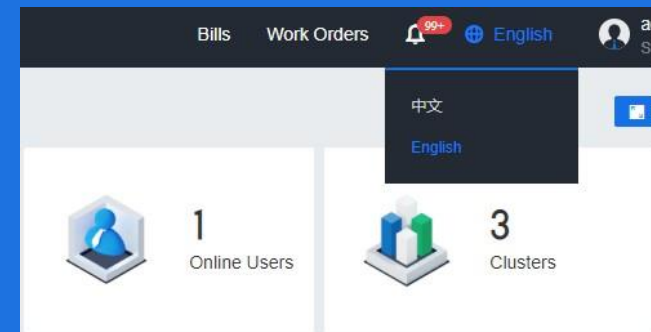 Bills Work Orders 99+ English a
S
中文
English
1
Online Users
3
Clusters